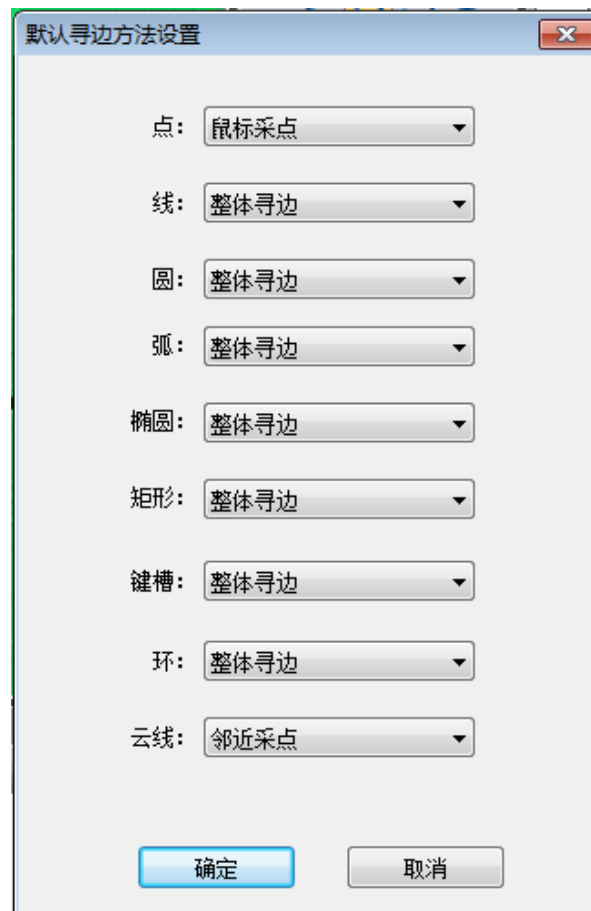 默认寻边方法设置
点： 鼠标采点
线： 整体寻边
圆： 整体寻边
弧： 整体寻边
椭圆： 整体寻边
矩形： 整体寻边
键槽： 整体寻边
环： 整体寻边
云线： 邻近采点
确定 取消